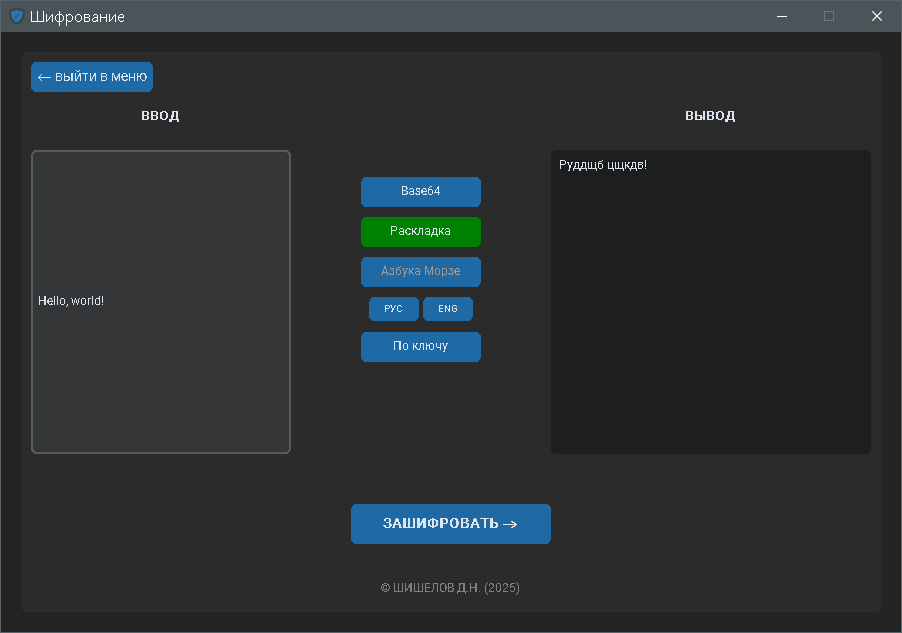 Шифрование
← выйти в меню
ВВОД
ВЫВОД
Hello, world!
Base64
Раскладка
Азбука Морзе
РУС ENG
По ключу
Руддщб цщкдв!
ЗАШИФРОВАТЬ →
© ШИШЕЛОВ Д.Н. (2025)